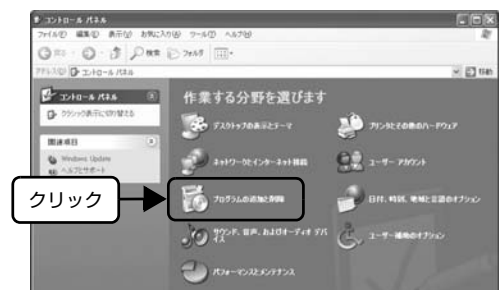 コントロール パネル
ファイル(F) 編集(E) 表示(V) お気に入り(A) ツール(T) ヘルプ(H)
戻る 検索 フォルダ
アドレス(D) コントロール パネル 移動
コントロール パネル
クラシック表示に切り替える
関連項目
Windows Update
ヘルプとサポート
作業する分野を選びます
デスクトップの表示とテーマ
プリンタとその他のハードウェア
ネットワークとインターネット接続
ユーザー アカウント
クリック
プログラムの追加と削除
日付、時刻、地域と言語のオプション
サウンド、音声、およびオーディオ デバイス
ユーザー補助のオプション
パフォーマンスとメンテナンス